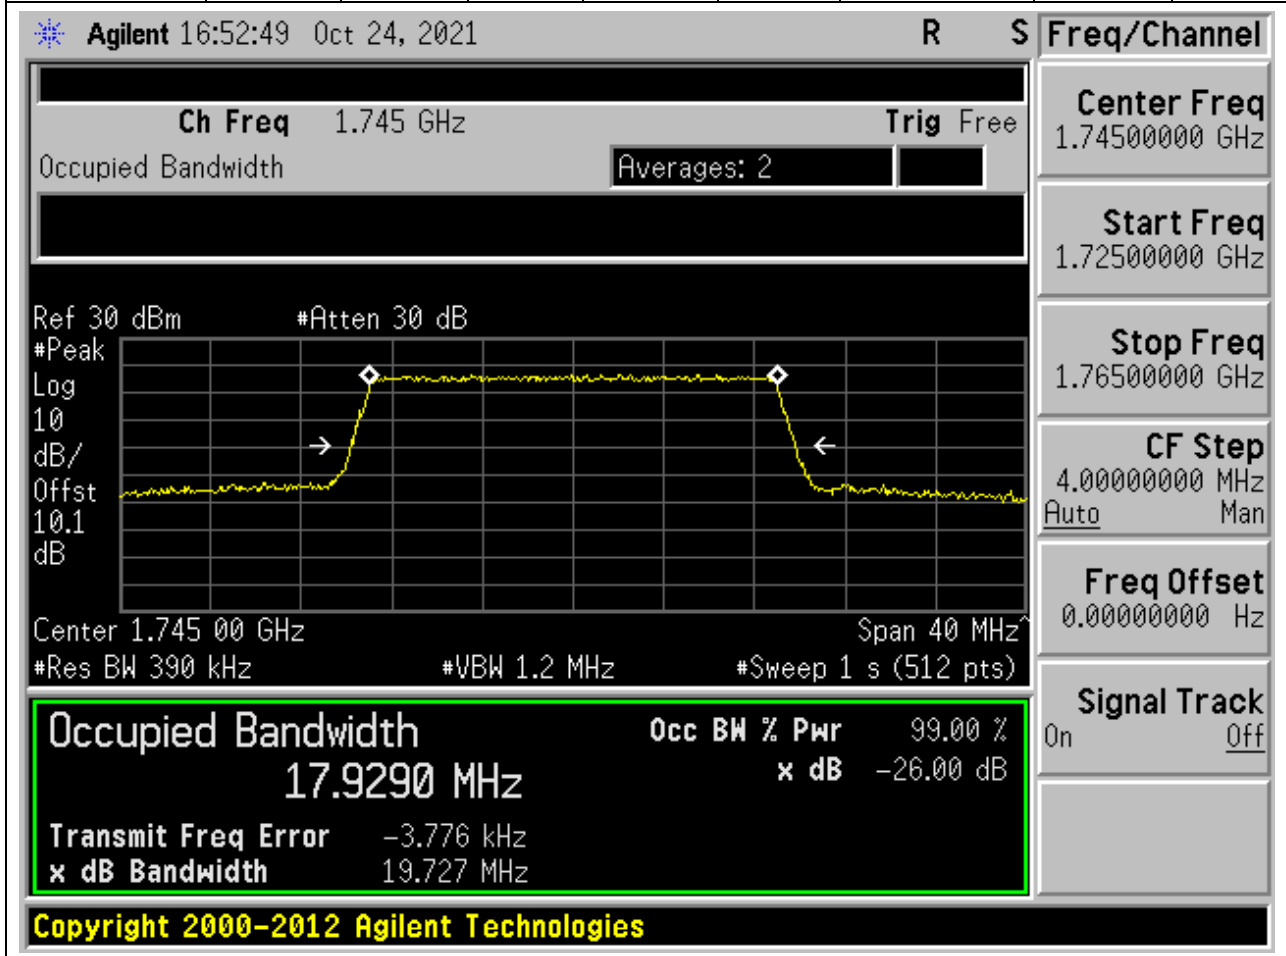 Agilent 16:52:49 Oct 24, 2021 R S Freq/Channel
Ch Freq 1.745 GHz Trig Free
Occupied Bandwidth Averages: 2
Center Freq
1.74500000 GHz
Start Freq
1.72500000 GHz
Stop Freq
1.76500000 GHz
CF Step
4.00000000 MHz
Auto Man
Freq Offset
0.00000000 Hz
Signal Track
On Off
Ref 30 dBm #Atten 30 dB
#Peak
Log
10
dB/
Offst
10.1
dB
Center 1.745 00 GHz Span 40 MHz^
#Res BW 390 kHz #VBW 1.2 MHz #Sweep 1 s (512 pts)
Occupied Bandwidth Occ BW % Pwr 99.00 %
17.9290 MHz x dB -26.00 dB
Transmit Freq Error -3.776 kHz
x dB Bandwidth 19.727 MHz
Copyright 2000-2012 Agilent Technologies